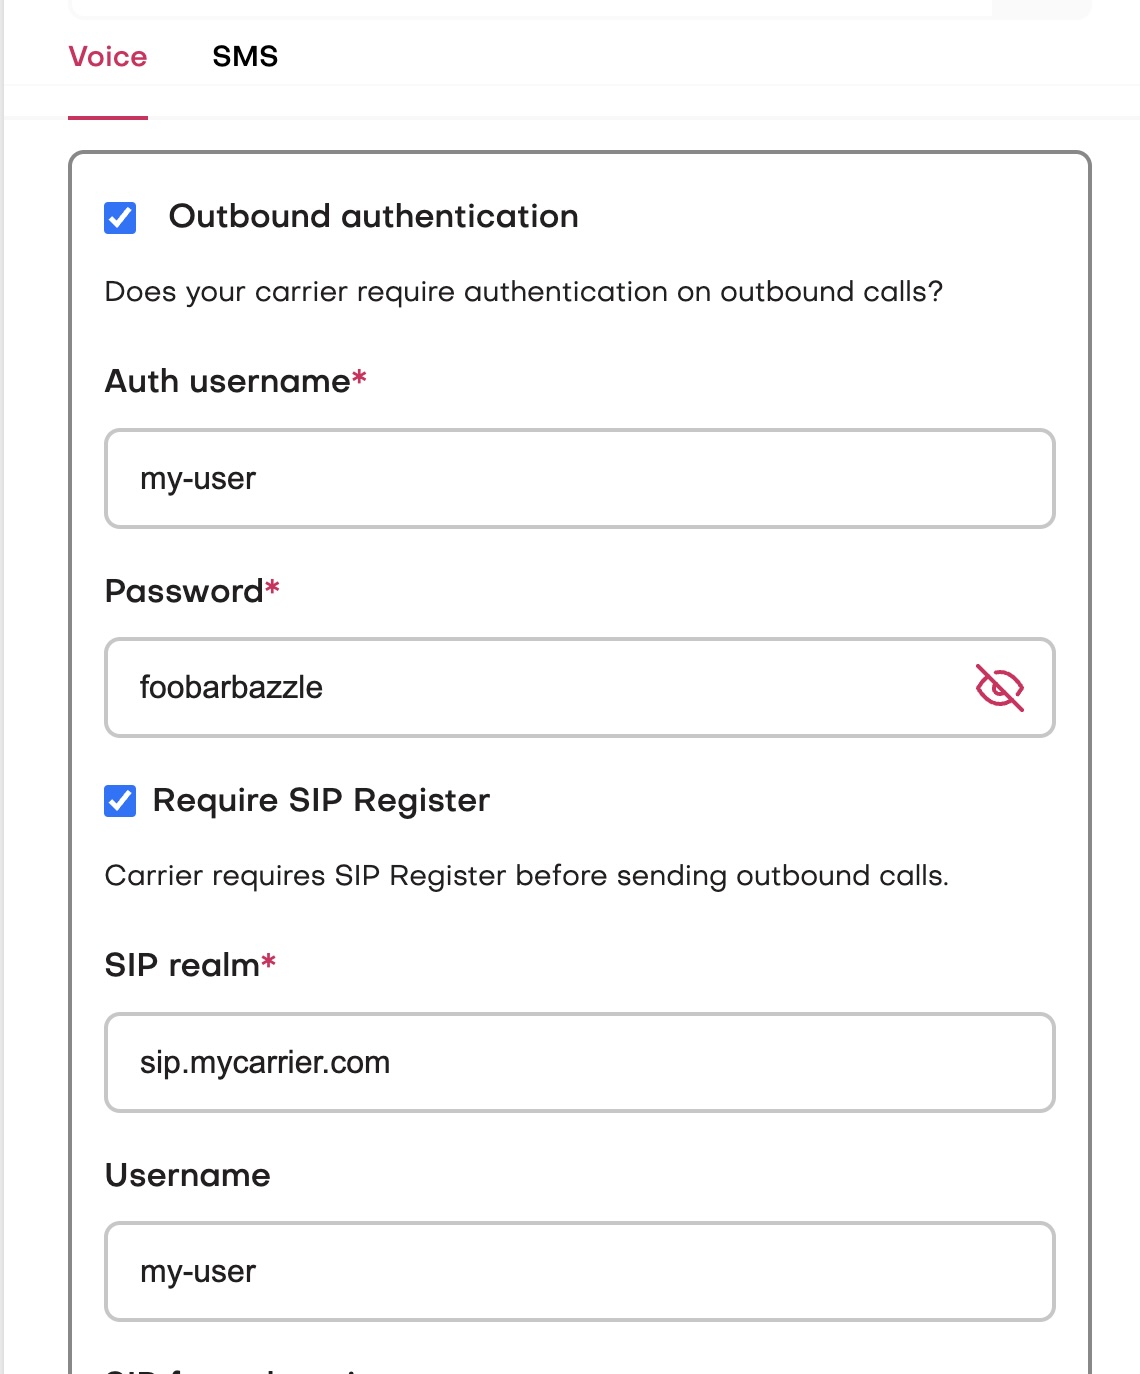 Voice SMS
Outbound authentication
Does your carrier require authentication on outbound calls?
Auth username*
my-user
Password*
foobarbazzle
Require SIP Register
Carrier requires SIP Register before sending outbound calls.
SIP realm*
sip.mycarrier.com
Username
my-user